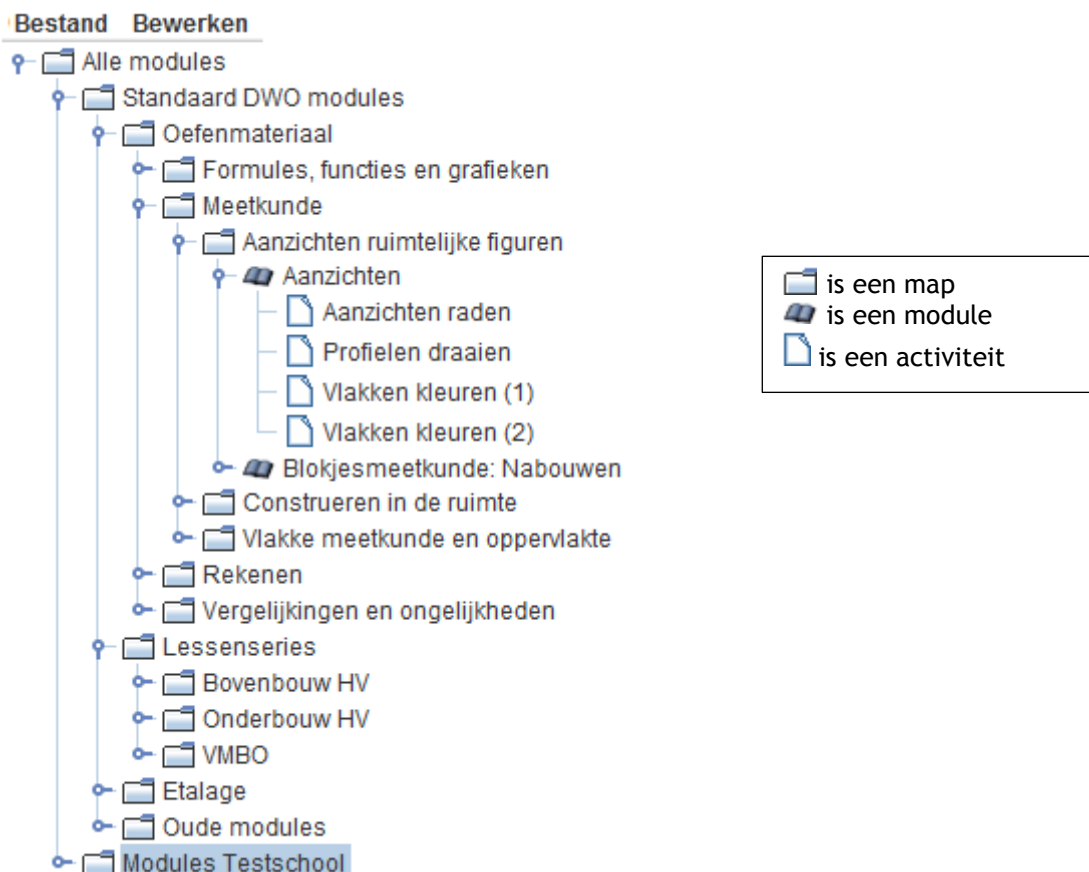 Bestand Bewerken
Alle modules
Standaard DWO modules
Oefenmateriaal
Formules, functies en grafieken
Meetkunde
Aanzichten ruimtelijke figuren
Aanzichten
Aanzichten raden
Profielen draaien
Vlakken kleuren (1)
Vlakken kleuren (2)
Blokjesmeetkunde: Nabouwen
Construeren in de ruimte
Vlakke meetkunde en oppervlakte
Rekenen
Vergelijkingen en ongelijkheden
Lessenseries
Bovenbouw HV
Onderbouw HV
VMBO
Etalage
Oude modules
Modules Testschool
is een map
is een module
is een activiteit